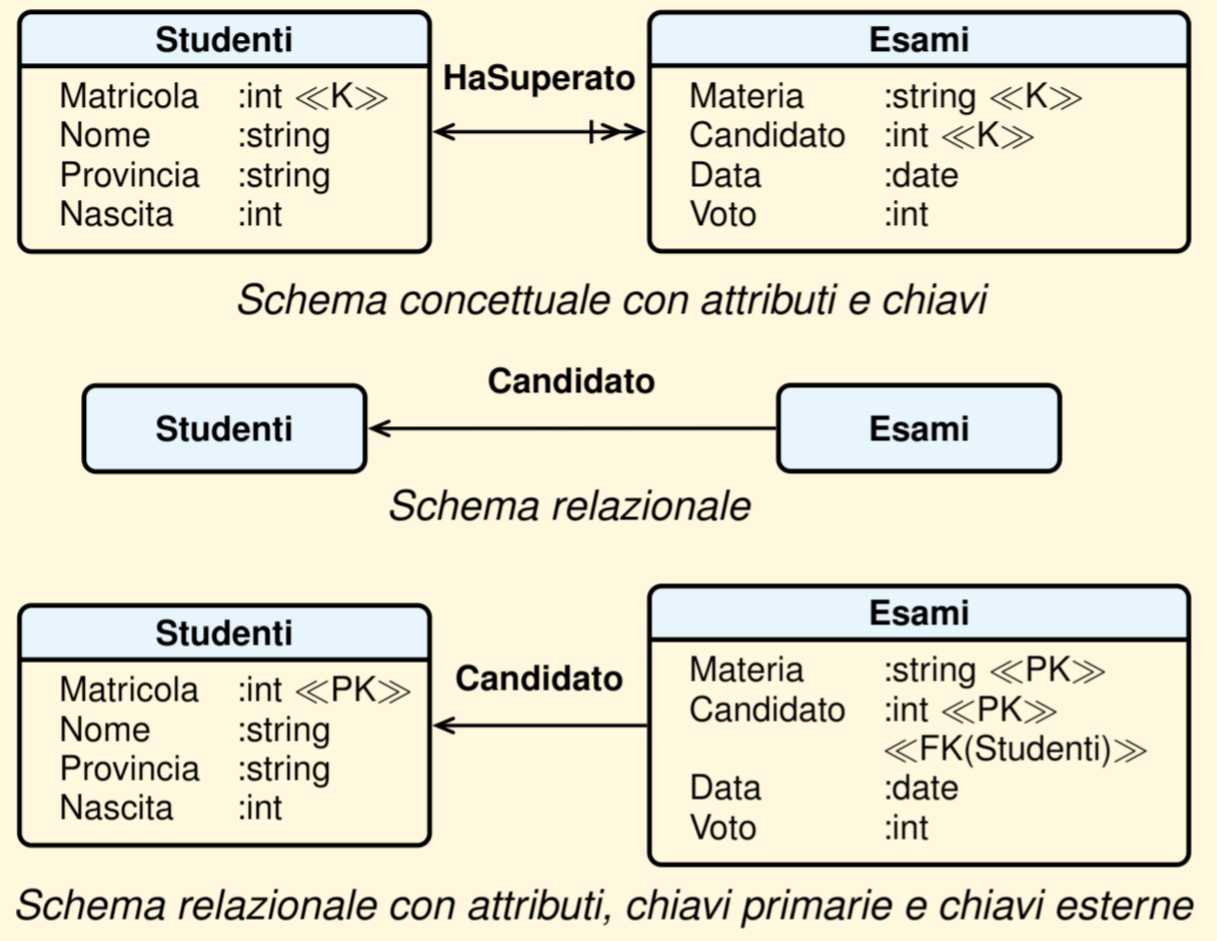 Studenti
Matricola :int ≪K≫
Nome :string
Provincia :string
Nascita :int
HaSuperato
Esami
Materia :string ≪K≫
Candidato :int ≪K≫
Data :date
Voto :int
Schema concettuale con attributi e chiavi
Studenti
Candidato
Esami
Schema relazionale
Studenti
Matricola :int ≪PK≫
Nome :string
Provincia :string
Nascita :int
Candidato
Esami
Materia :string ≪PK≫
Candidato :int ≪PK≫
≪FK(Studenti)≫
Data :date
Voto :int
Schema relazionale con attributi, chiavi primarie e chiavi esterne